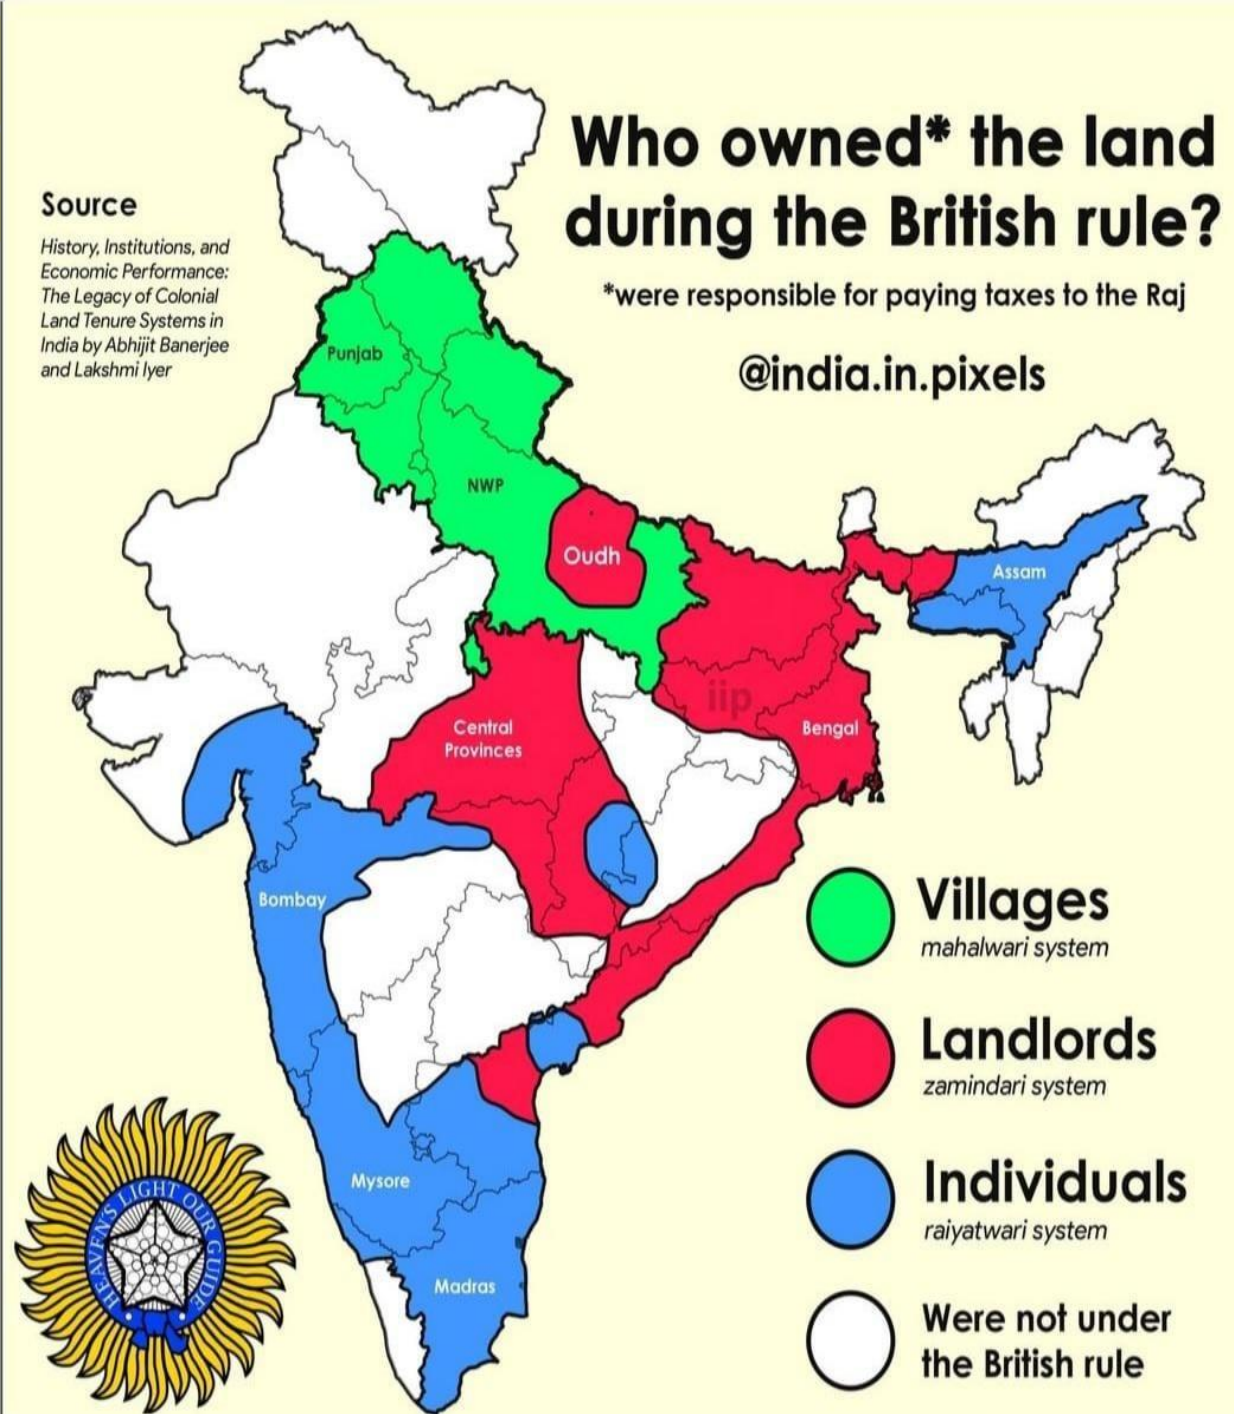 Who owned* the land
during the British rule?
*were responsible for paying taxes to the Raj
@india.in.pixels
Source
History, Institutions, and
Economic Performance:
The Legacy of Colonial
Land Tenure Systems in
India by Abhijit Banerjee
and Lakshmi Iyer
Punjab
NWP
Oudh
Assam
iip
Central
Provinces
Bengal
Bombay
Mysore
Madras
Villages
mahalwari system
Landlords
zamindari system
Individuals
raiyatwari system
Were not under
the British rule
HEAVEN'S LIGHT OUR GUIDE